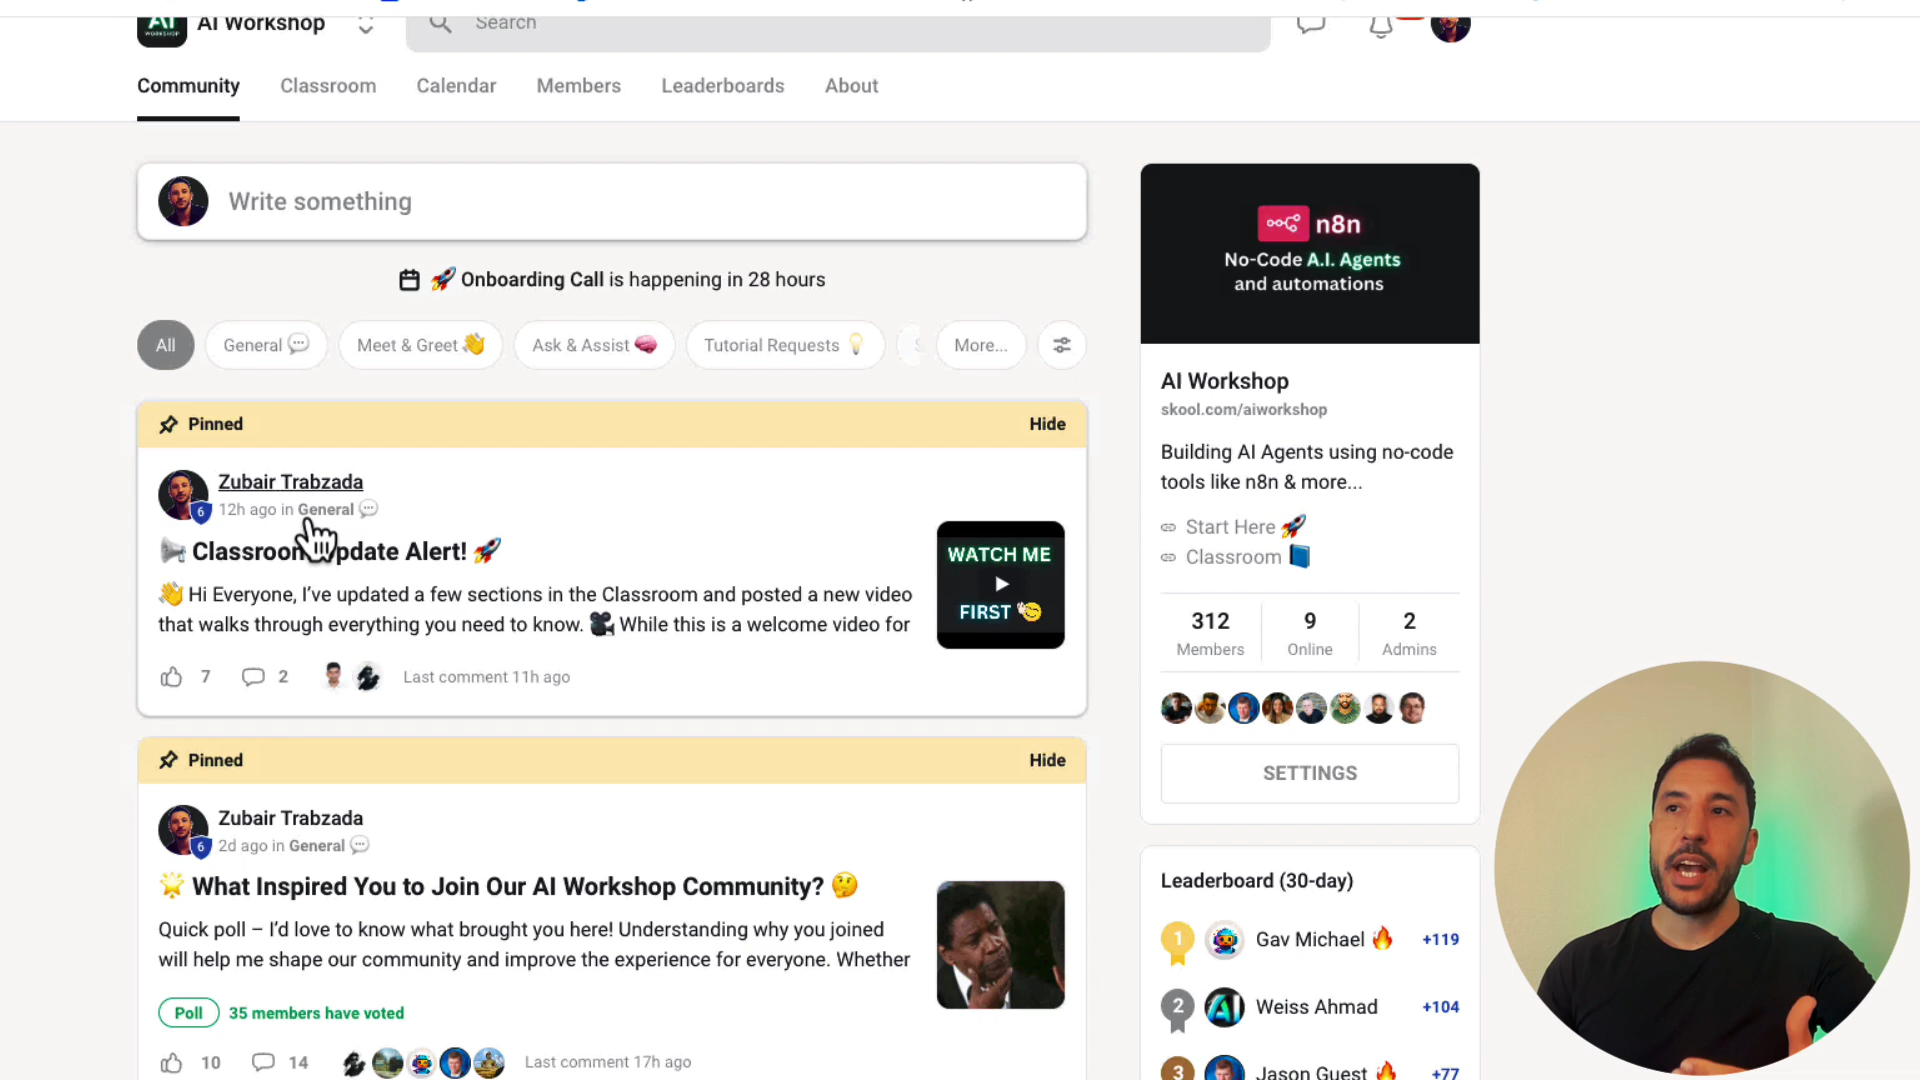 AI
WORKSHOP
AI Workshop
Search
Community
Classroom
Calendar
Members
Leaderboards
About
Write something
Onboarding Call is happening in 28 hours
All
General
Meet & Greet
Ask & Assist
Tutorial Requests
More...
Pinned
Hide
Zubair Trabzada
6
12h ago in General
Classroom Update Alert!
Hi Everyone, I’ve updated a few sections in the Classroom and posted a new video
that walks through everything you need to know. While this is a welcome video for
WATCH ME
FIRST
7
2
Last comment 11h ago
Pinned
Hide
Zubair Trabzada
6
2d ago in General
What Inspired You to Join Our AI Workshop Community?
Quick poll – I’d love to know what brought you here! Understanding why you joined
will help me shape our community and improve the experience for everyone. Whether
Poll
35 members have voted
10
14
Last comment 17h ago
n8n
No-Code A.I. Agents
and automations
AI Workshop
skool.com/aiworkshop
Building AI Agents using no-code
tools like n8n & more...
Start Here
Classroom
312
Members
9
Online
2
Admins
SETTINGS
Leaderboard (30-day)
1
Gav Michael
+119
2
AI
Weiss Ahmad
+104
3
Jason Guest
+77